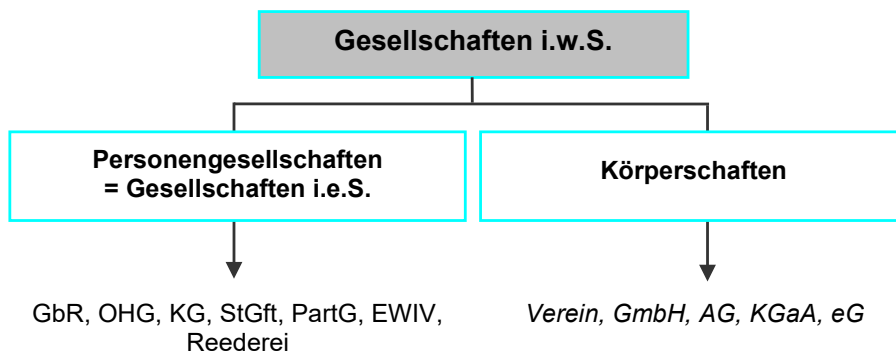 Gesellschaften i.w.S.
Personengesellschaften
= Gesellschaften i.e.S.
Körperschaften
GbR, OHG, KG, StGft, PartG, EWIV,
Reederei
Verein, GmbH, AG, KGaA, eG